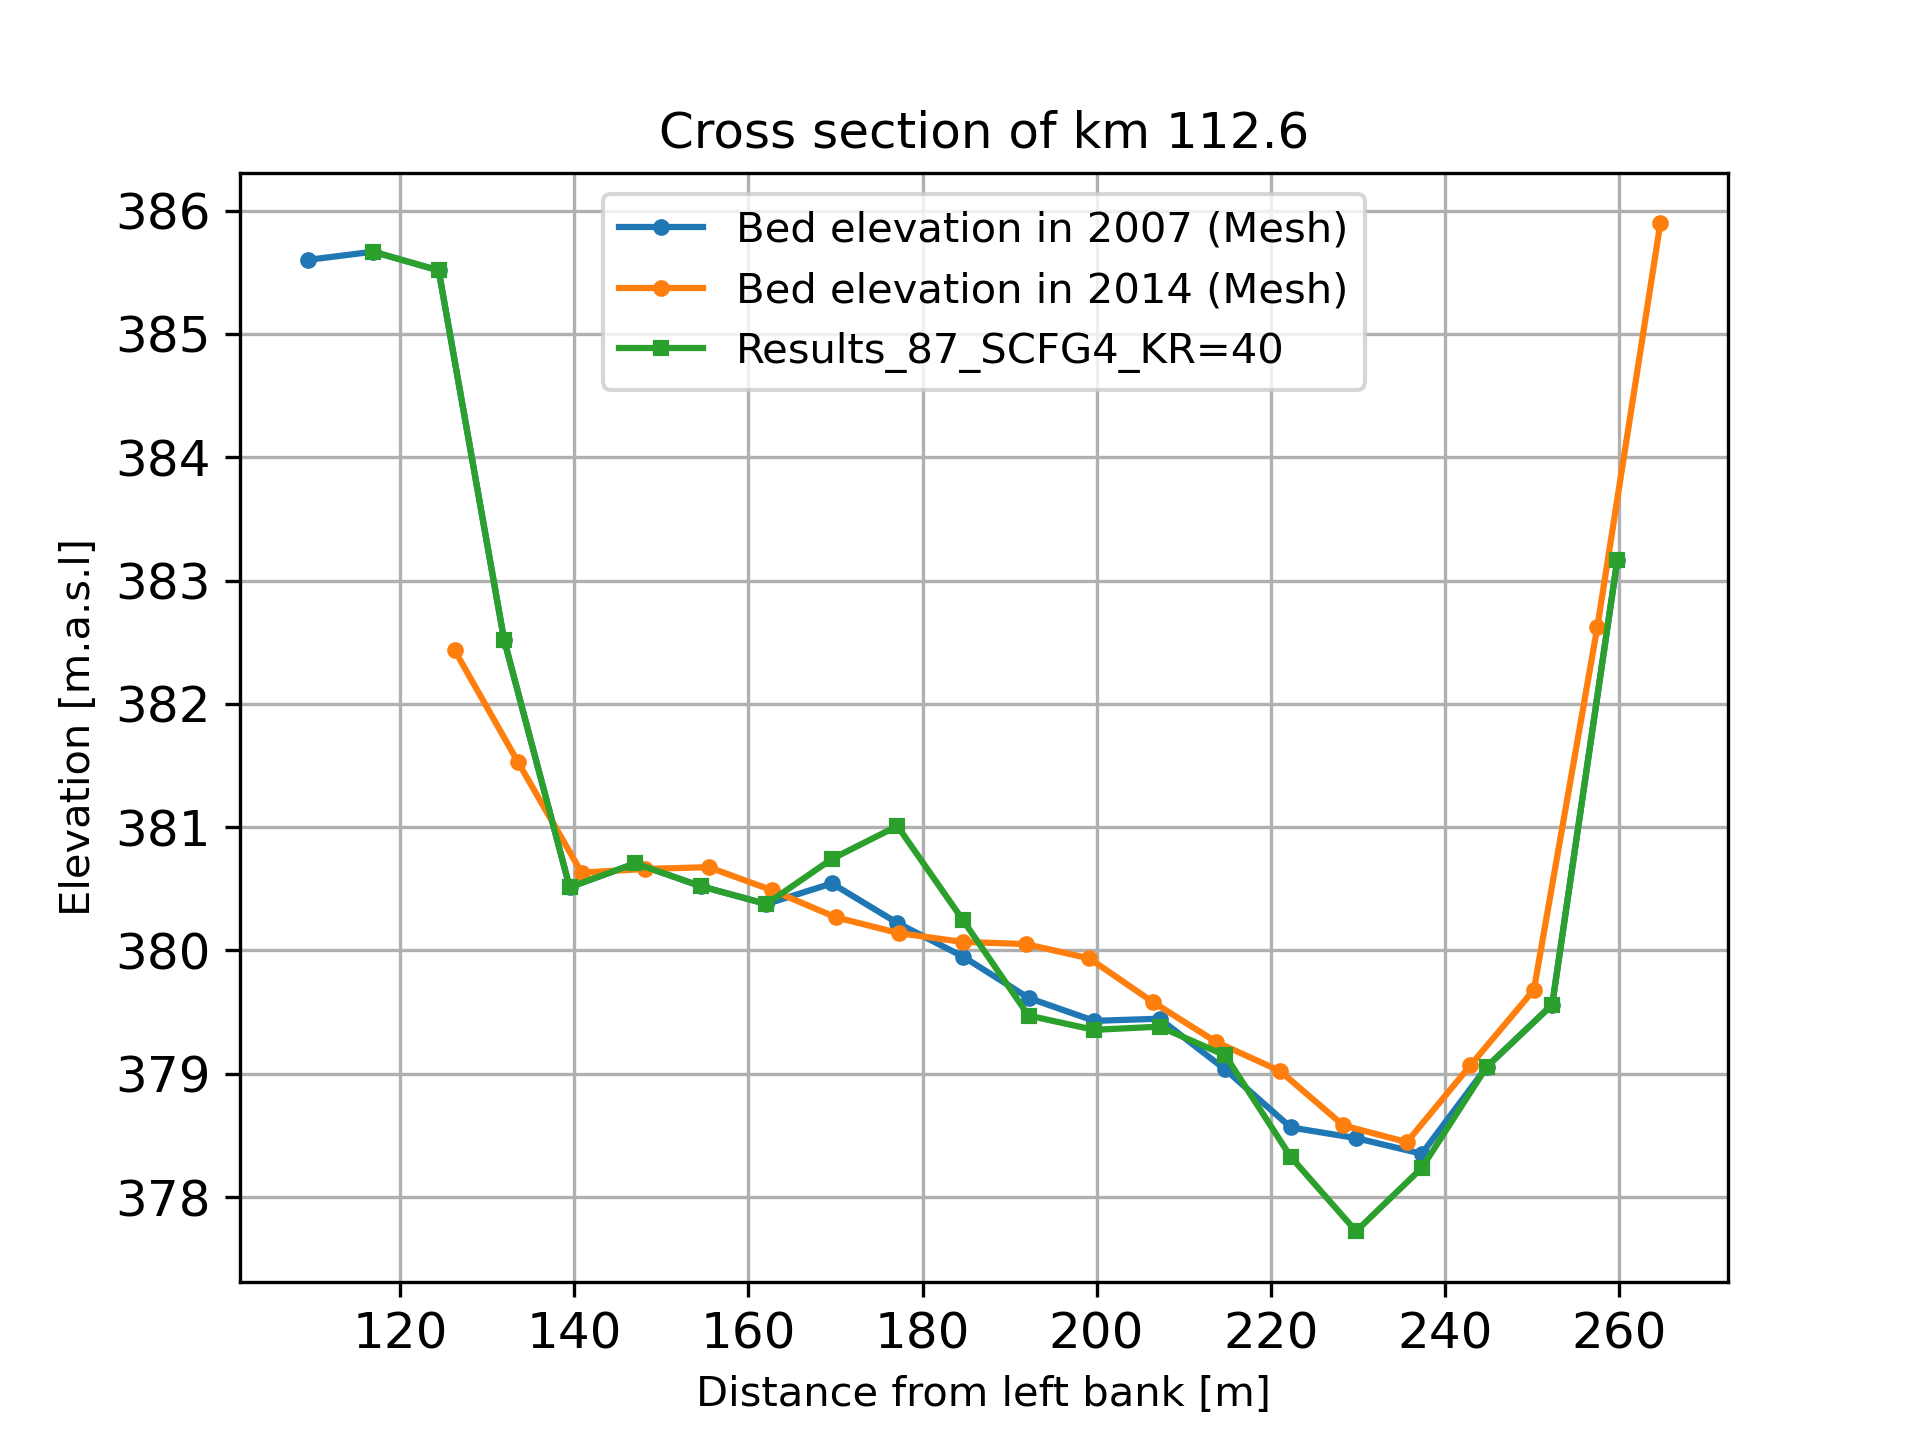 Cross section of km 112.6
Bed elevation in 2007 (Mesh)
Bed elevation in 2014 (Mesh)
Results_87_SCFG4_KR=40
386
385
384
383
382
381
380
379
378
Elevation [m.a.s.l]
120 140 160 180 200 220 240 260
Distance from left bank [m]